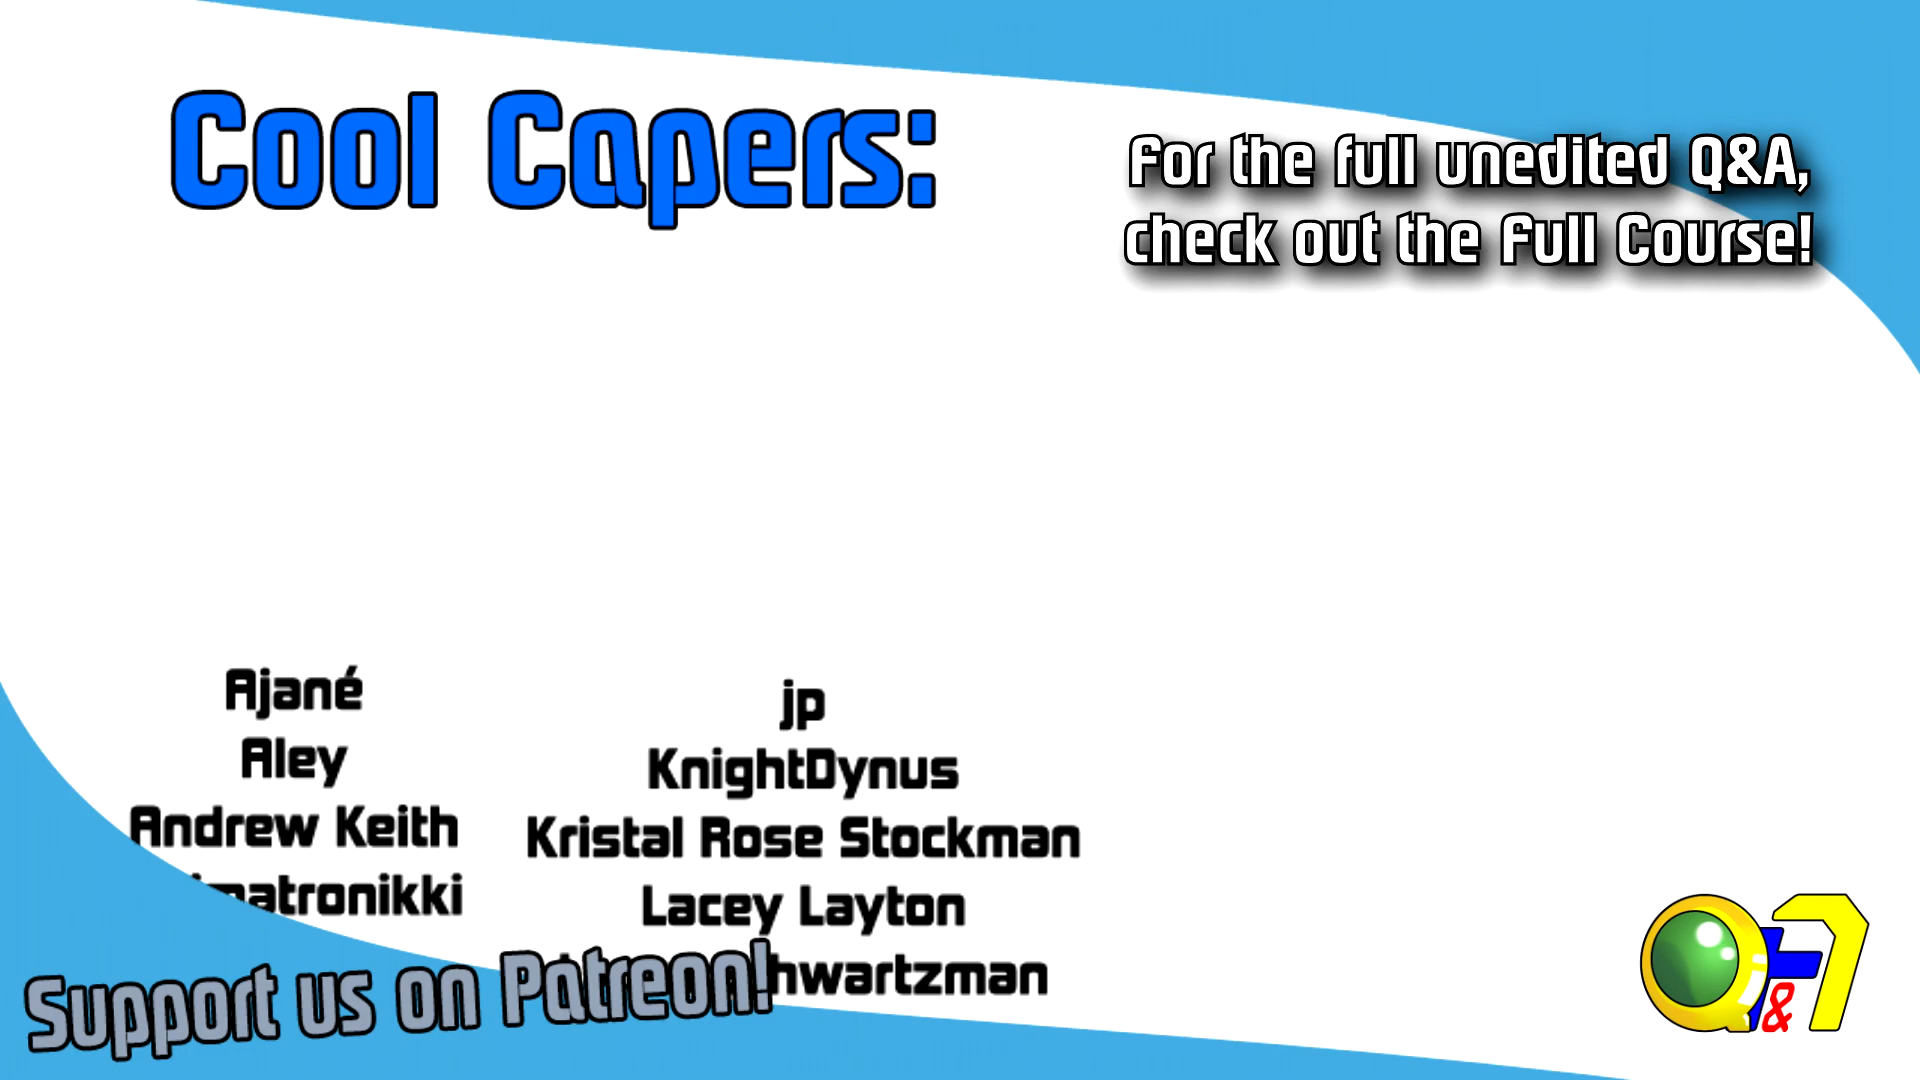 Cool Capers:
For the full unedited Q&A,
check out the Full Course!
Ajané
Aley
Andrew Keith
jp
KnightDynus
Kristal Rose Stockman
Lacey Layton
Support us on Patreon!
&